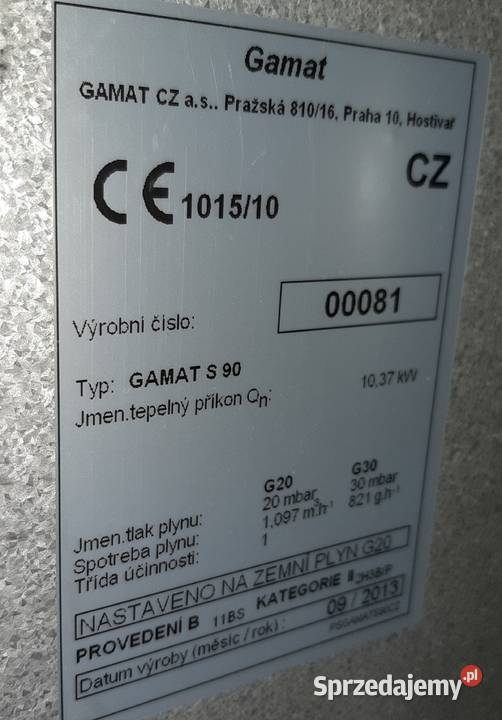 Gamat
GAMAT CZ a.s.. Pražská 810/16, Praha 10, Hostivař
CE 1015/10
CZ
Výrobní číslo: 00081
Typ: GAMAT S 90
Jmen.tepelný příkon Qn: 10,37 kW
G20 G30
Jmen.tlak plynu: 20 mbar 30 mbar
Spotřeba plynu: 1,097 m³.h⁻¹ 821 g.h⁻¹
Třída účinnosti: 1
NASTAVENO NA ZEMNÍ PLYN G20
PROVEDENÍ B 11BS KATEGORIE II 2H3B/P
Datum výroby (měsíc / rok): 09 / 2013
Sprzedajemy.pl